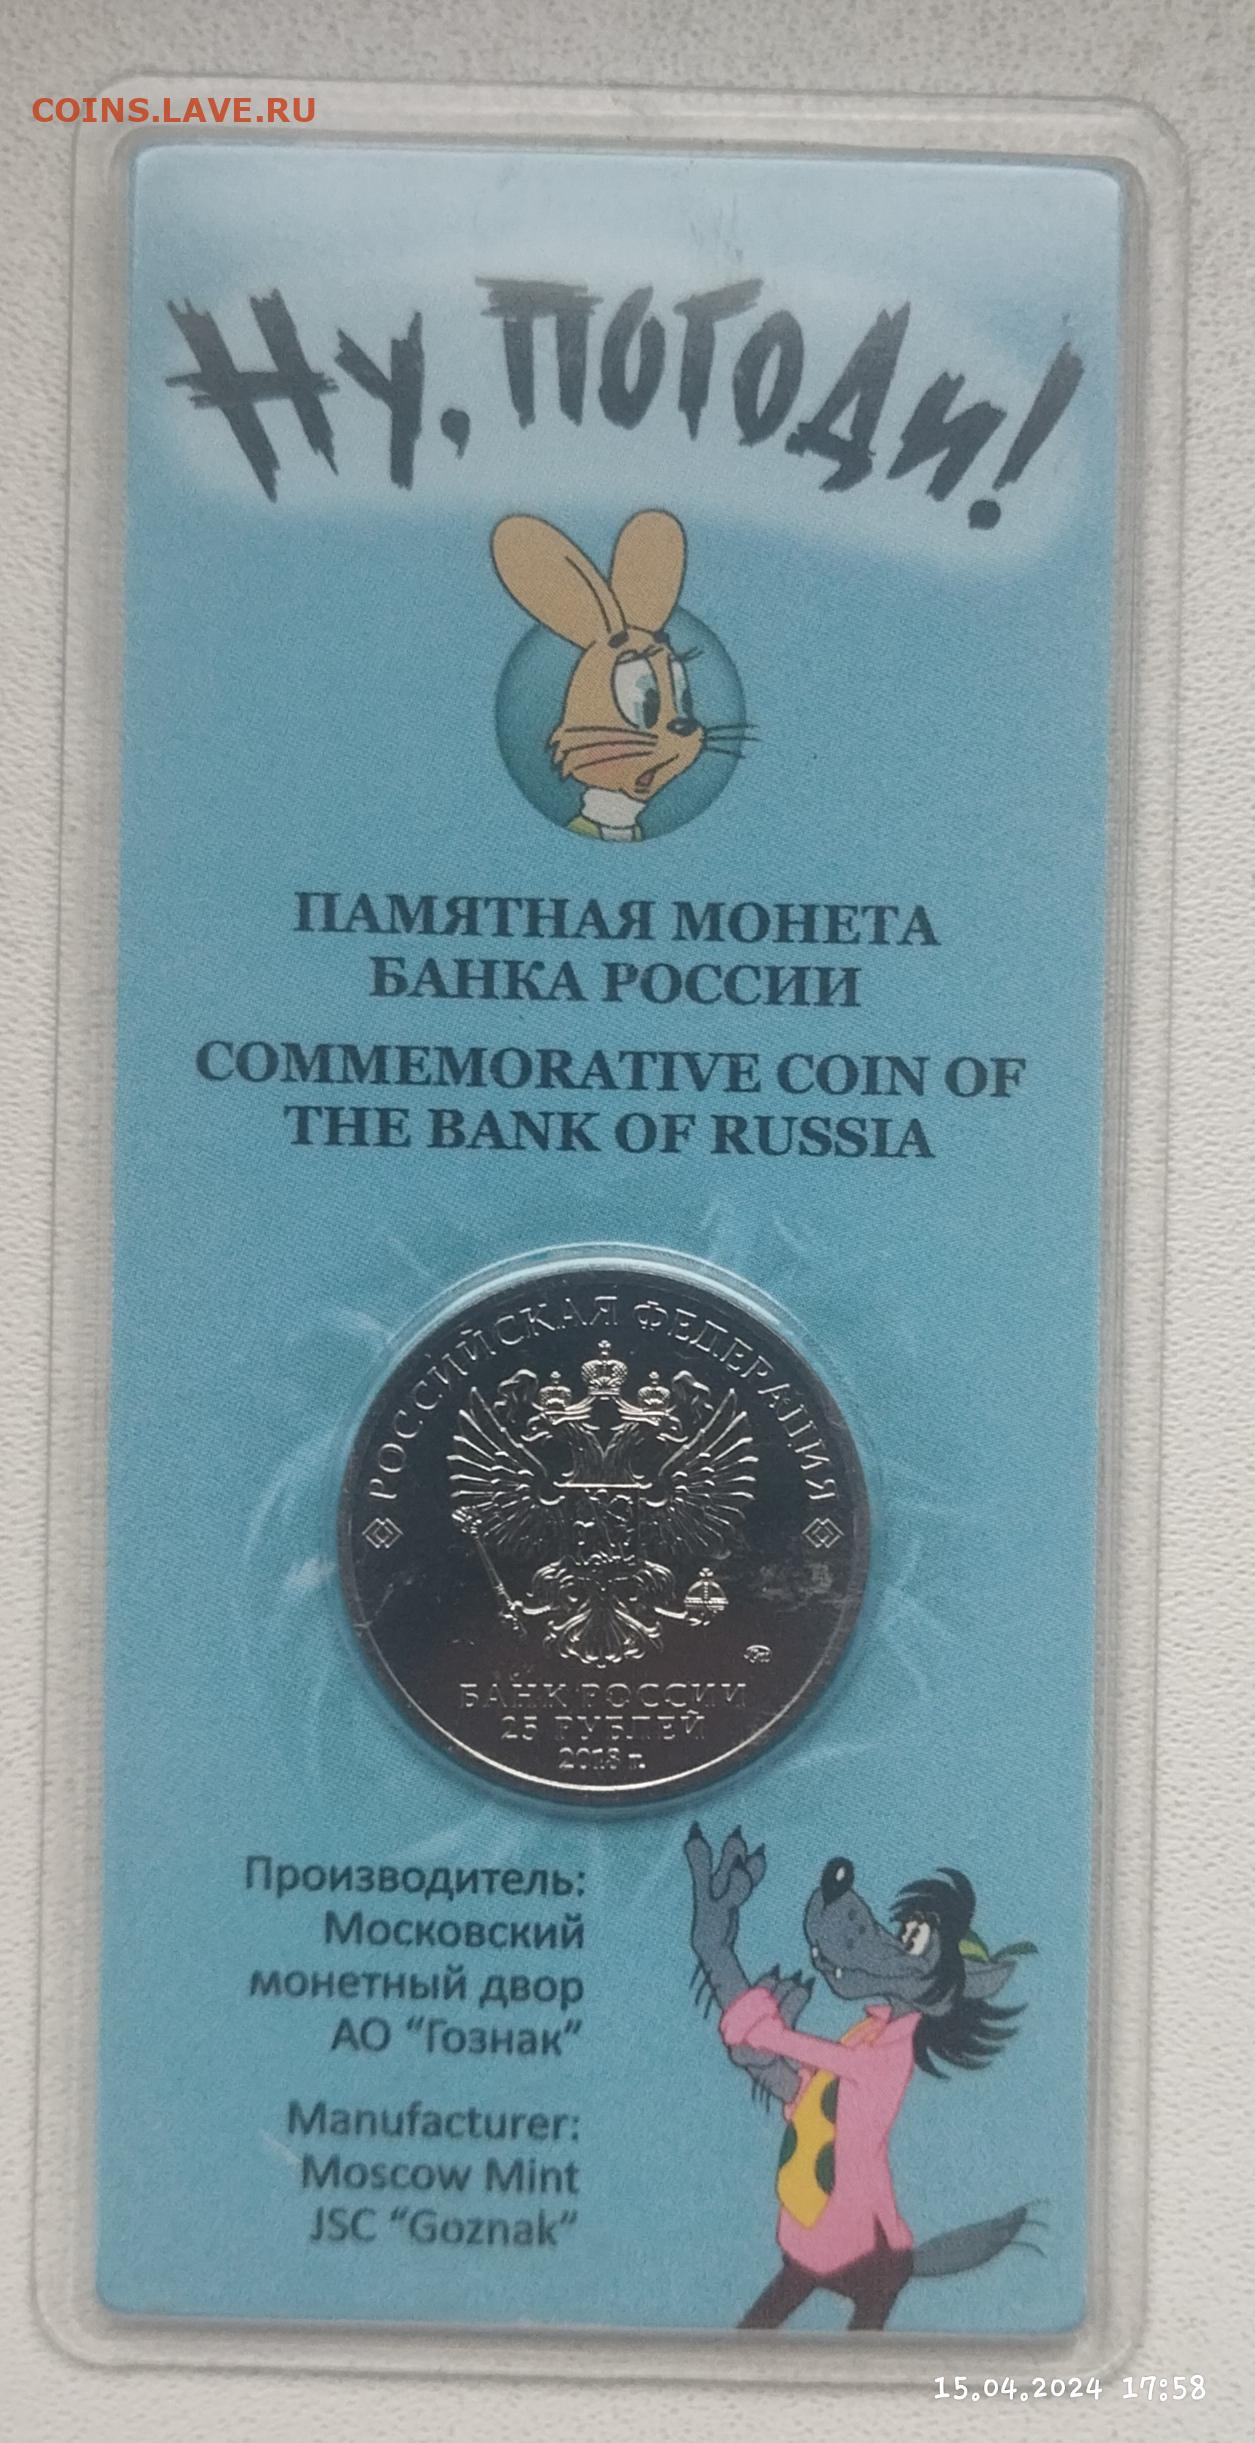 COINS.LAVE.RU
Ну, погоди!
ПАМЯТНАЯ МОНЕТА
БАНКА РОССИИ
COMMEMORATIVE COIN OF
THE BANK OF RUSSIA
РОССИЙСКАЯ ФЕДЕРАЦИЯ
БАНК РОССИИ
25 РУБЛЕЙ
2018 г.
Производитель:
Московский
монетный двор
АО “Гознак”
Manufacturer:
Moscow Mint
JSC “Goznak”
15.04.2024 17:58